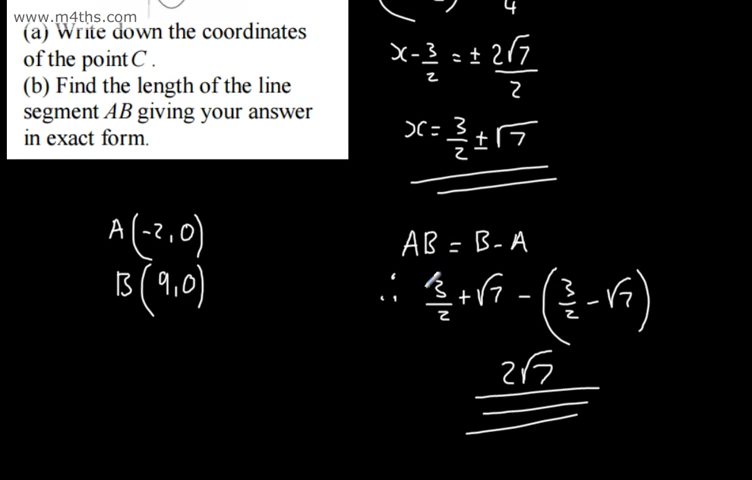 www.m4ths.com
(a) Write down the coordinates
of the point C .
(b) Find the length of the line
segment AB giving your answer
in exact form.
4
x - 3/2 = ± 2√7/2
x = 3/2 ± √7
A(-2,0)
B(9,0)
AB = B - A
∴ 3/2 + √7 - (3/2 - √7)
2√7